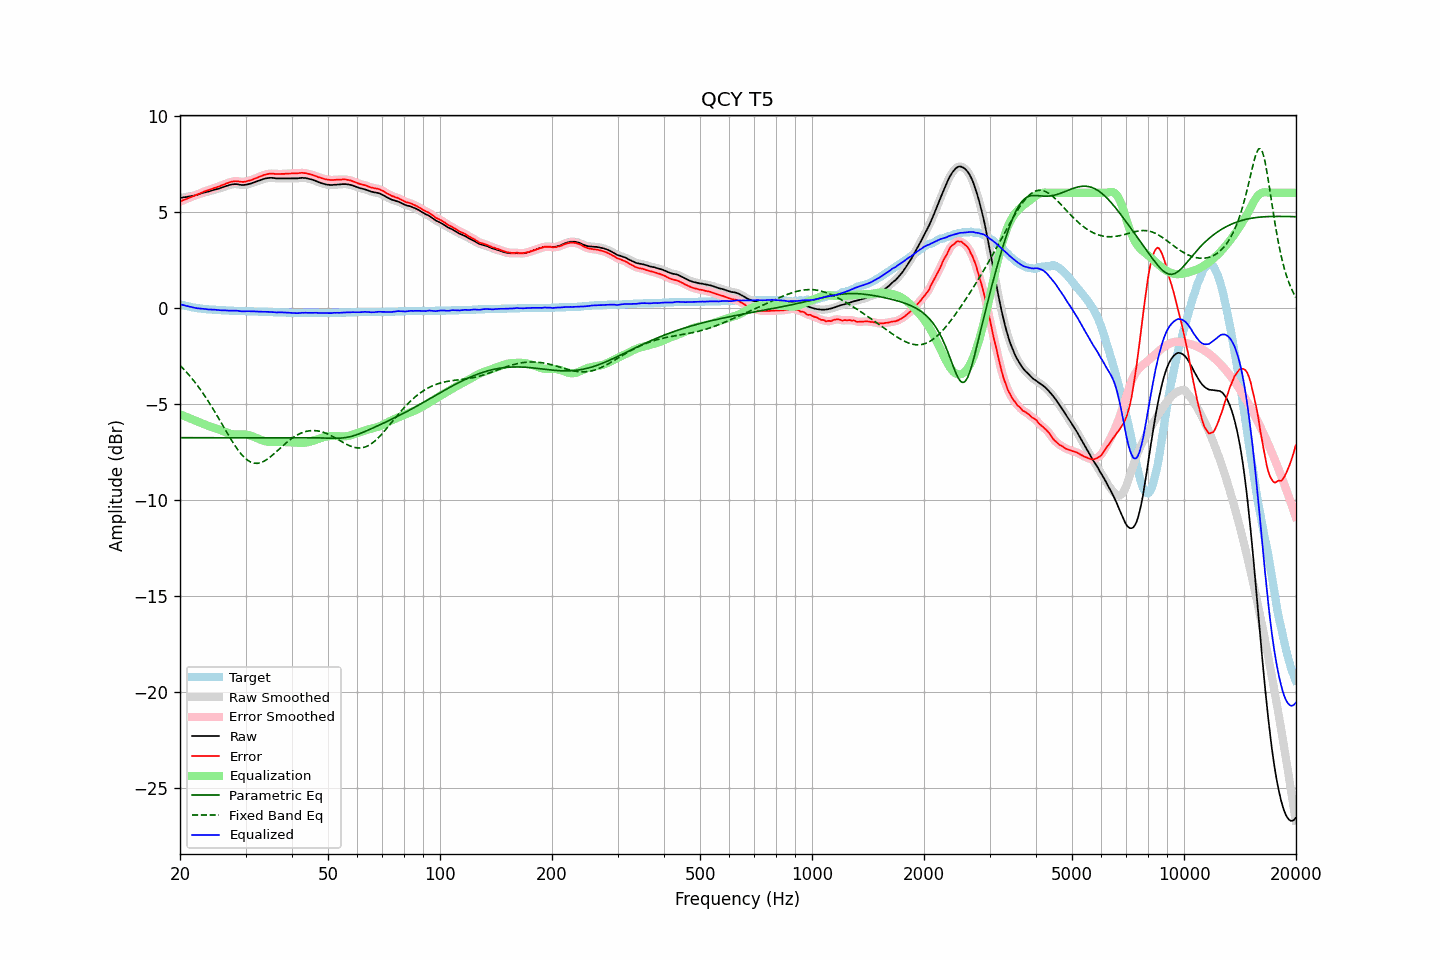 QCY T5
10
5
0
−5
−10
−15
−20
−25
Amplitude (dBr)
Target
Raw Smoothed
Error Smoothed
Raw
Error
Equalization
Parametric Eq
Fixed Band Eq
Equalized
20 50 100 200 500 1000 2000 5000 10000 20000
Frequency (Hz)